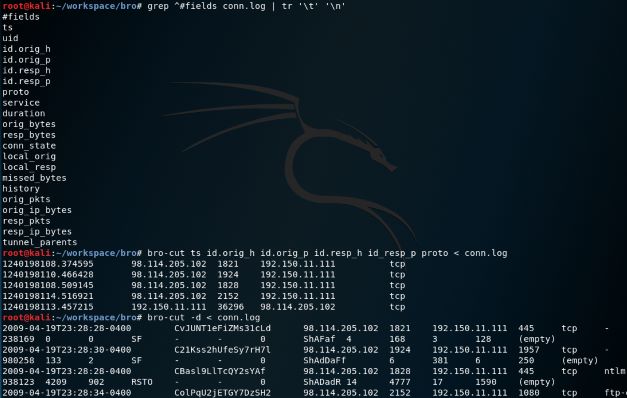 root@kali:~/workspace/bro# grep ^#fields conn.log | tr '\t' '\n'
#fields
ts
uid
id.orig_h
id.orig_p
id.resp_h
id.resp_p
proto
service
duration
orig_bytes
resp_bytes
conn_state
local_orig
local_resp
missed_bytes
history
orig_pkts
orig_ip_bytes
resp_pkts
resp_ip_bytes
tunnel_parents
root@kali:~/workspace/bro# bro-cut ts id.orig_h id.orig_p id.resp_h id_resp_p proto < conn.log
1240198108.374595 98.114.205.102 1821 192.150.11.111 tcp
1240198110.466428 98.114.205.102 1924 192.150.11.111 tcp
1240198108.509145 98.114.205.102 1828 192.150.11.111 tcp
1240198114.516921 98.114.205.102 2152 192.150.11.111 tcp
1240198113.457215 192.150.11.111 36296 98.114.205.102 tcp
root@kali:~/workspace/bro# bro-cut -d < conn.log
2009-04-19T23:28:28-0400 CvJUNT1eFiZMs31cLd 98.114.205.102 1821 192.150.11.111 445 tcp -
238169 0 0 SF - - 0 ShAFaf 4 168 3 128 (empty)
2009-04-19T23:28:30-0400 C21Kss2hUfeSy7rH7l 98.114.205.102 1924 192.150.11.111 1957 tcp -
980258 133 2 SF - - 0 ShAdDaFf 6 381 6 250 (empty)
2009-04-19T23:28:28-0400 CBasl9LlTcQY2sYAf 98.114.205.102 1828 192.150.11.111 445 tcp ntlm
938123 4209 902 RSTO - - 0 ShADadR 14 4777 17 1590 (empty)
2009-04-19T23:28:34-0400 ColPqU2jETGY7DzSH2 98.114.205.102 2152 192.150.11.111 1080 tcp ftp-